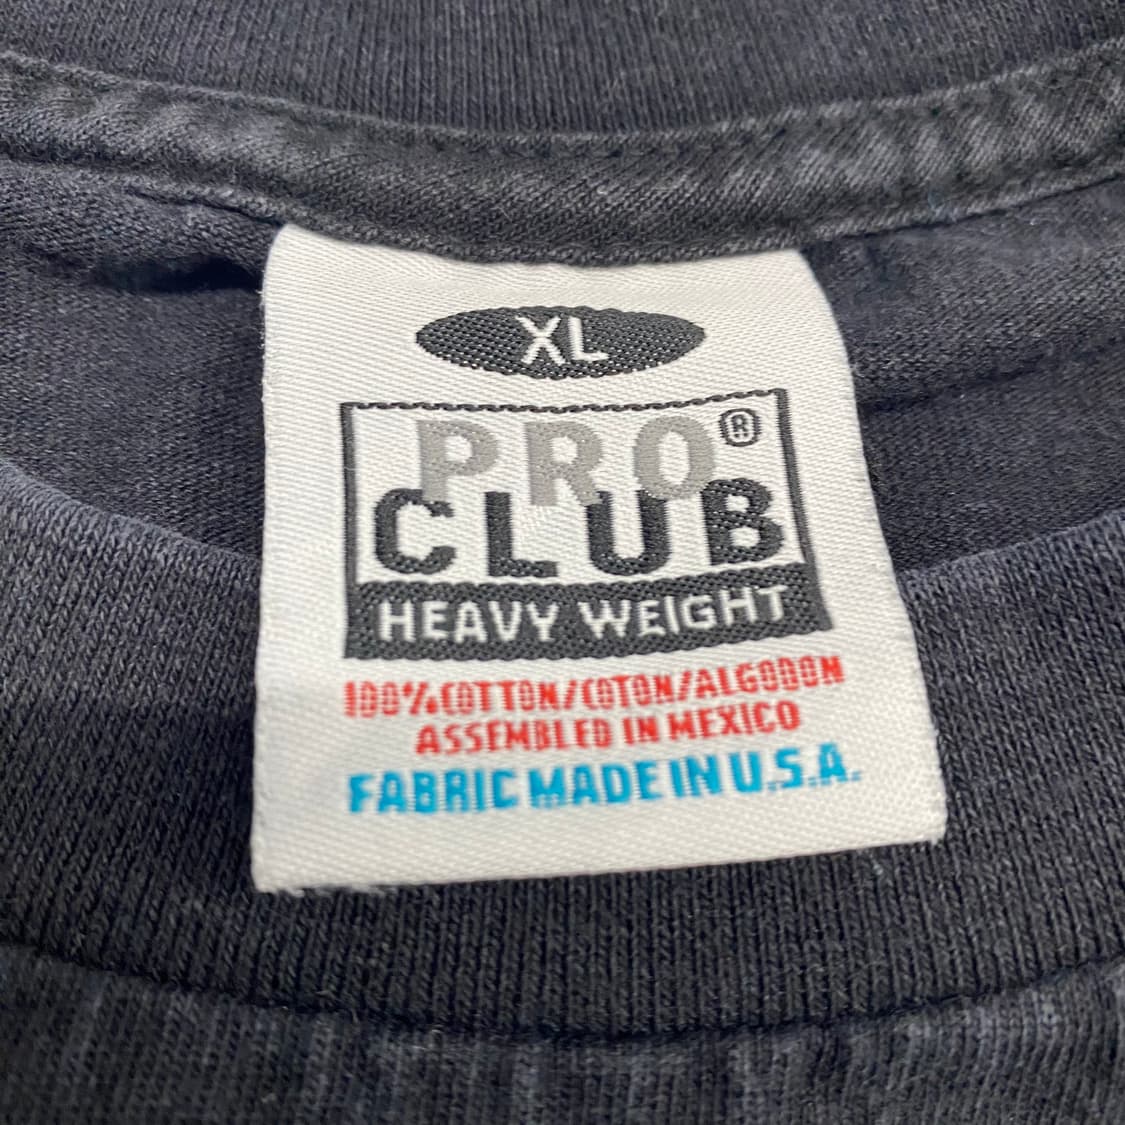 XL
PRO®
CLUB
HEAVY WEIGHT
100%COTTON/COTON/ALGODON
ASSEMBLED IN MEXICO
FABRIC MADE IN U.S.A.